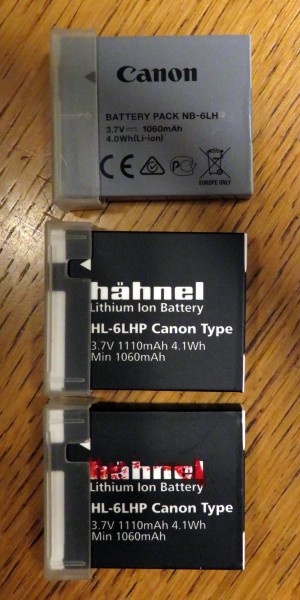 Canon
BATTERY PACK NB-6LH
3.7V⎓ 1060mAh
4.0Wh(Li-ion)
EUROPE ONLY
hähnel
Lithium Ion Battery
HL-6LHP Canon Type
3.7V 1110mAh 4.1Wh
Min 1060mAh
hähnel
Lithium Ion Battery
HL-6LHP Canon Type
3.7V 1110mAh 4.1Wh
Min 1060mAh